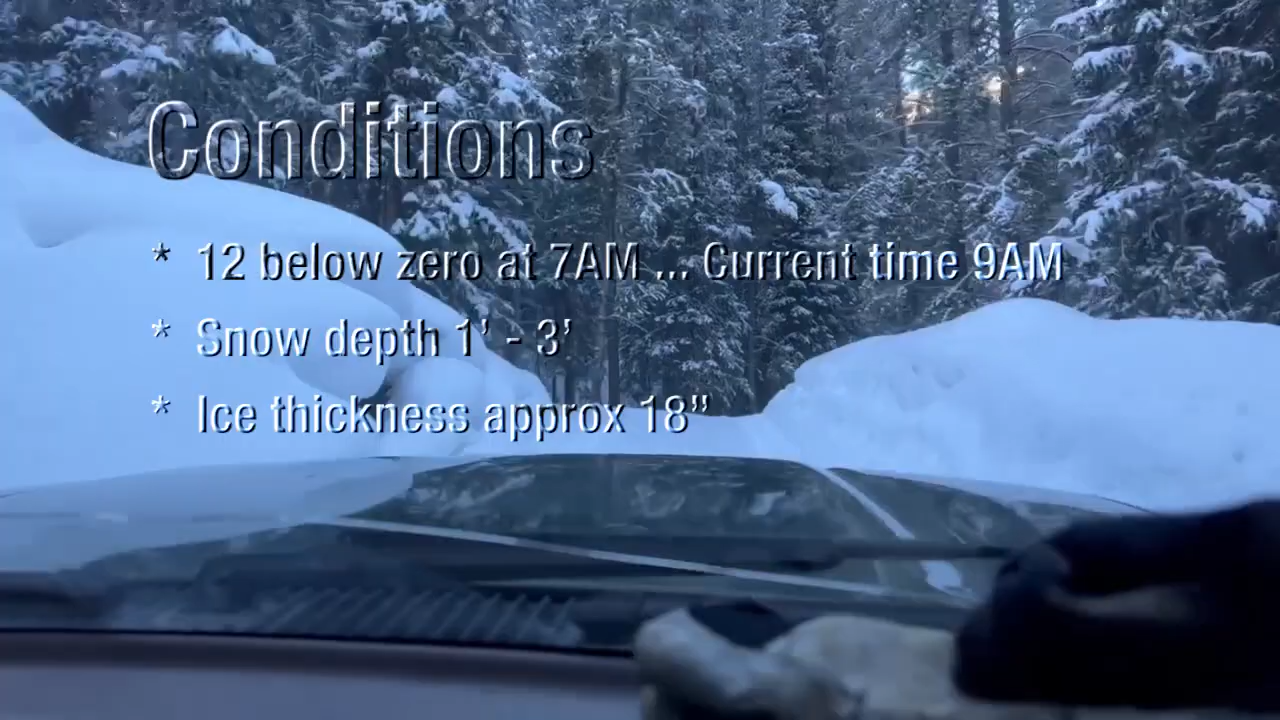 Conditions
* 12 below zero at 7AM ... Current time 9AM
* Snow depth 1’ - 3’
* Ice thickness approx 18”